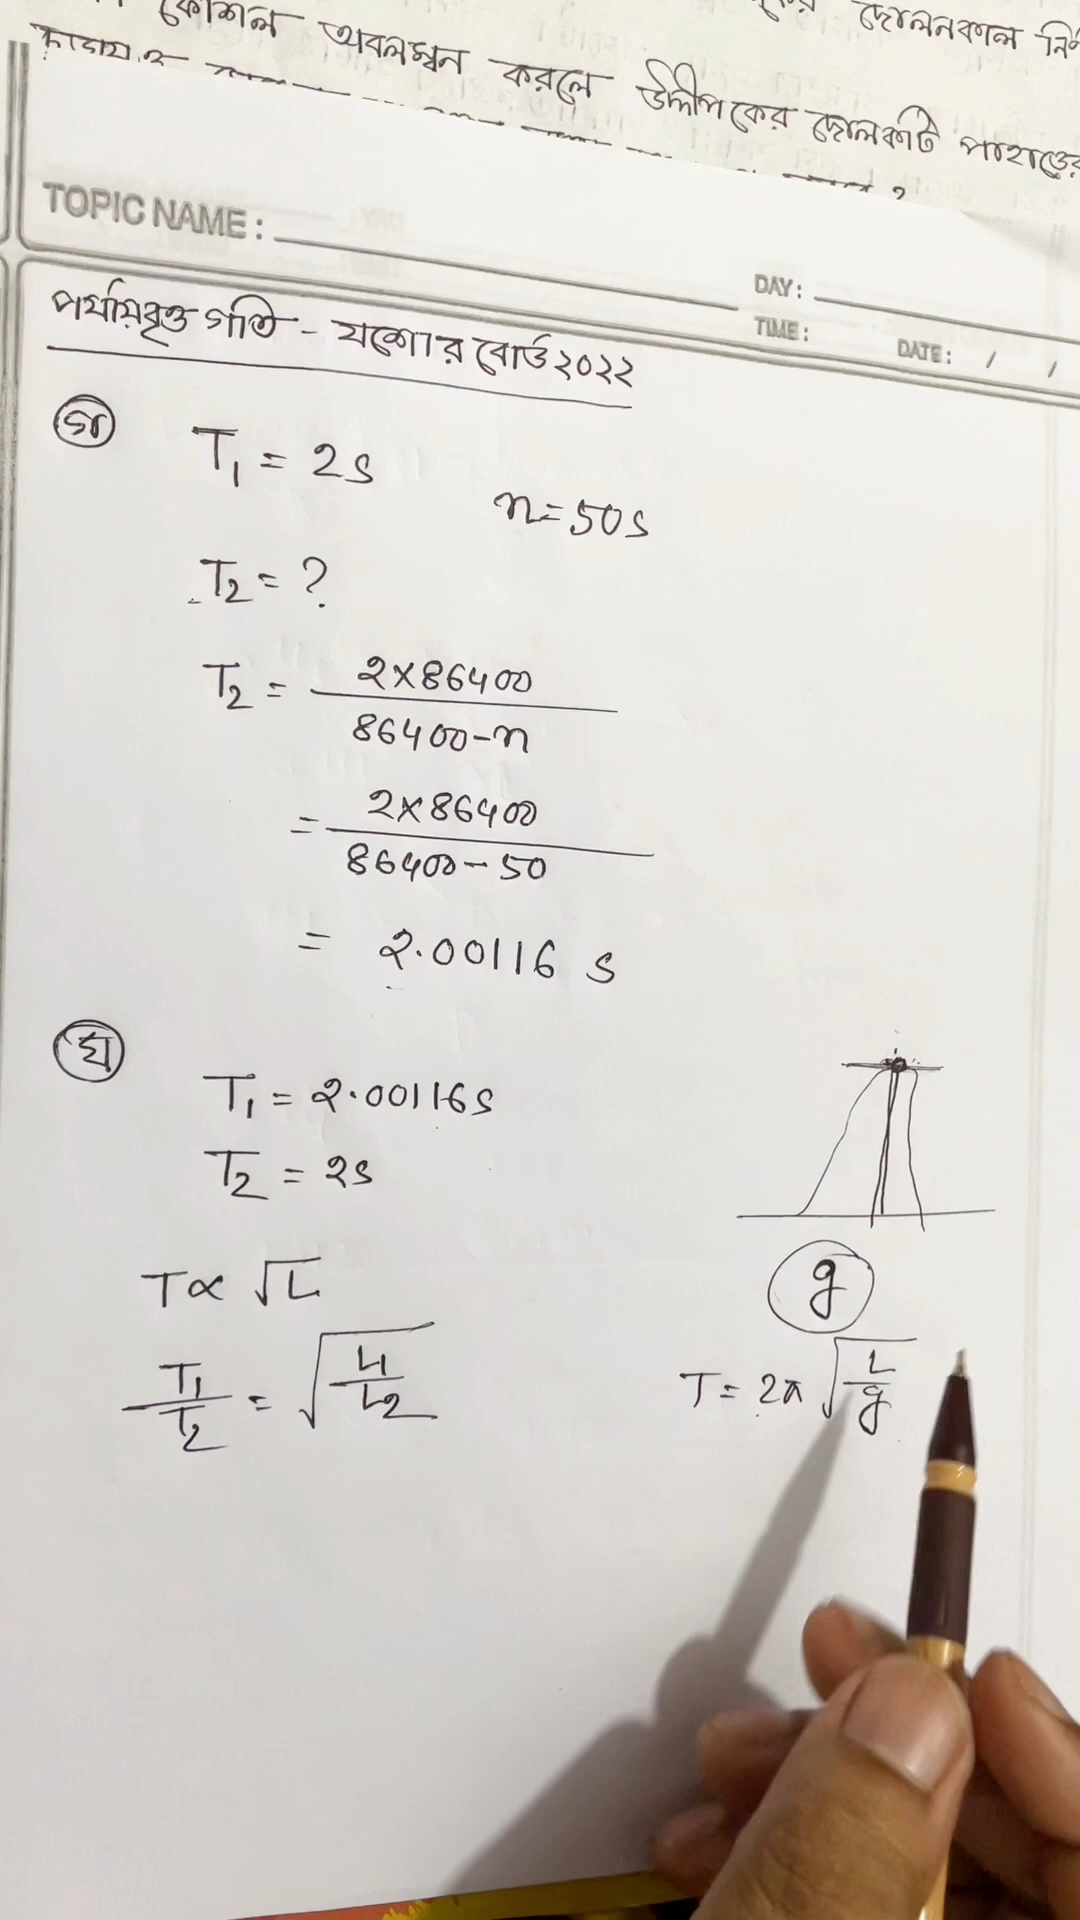 কৌশল অবলম্বন করলে উদ্দীপকের দোলকটি পাহাড়ের
দোলনকাল
TOPIC NAME :
DAY :
TIME :
DATE : / /
পর্যায়বৃত্ত গতি - যশোর বোর্ড ২০২২
গ
T₁ = 2s
n = 50s
T₂ = ?
T₂ = 2×86400 / 86400-n
= 2×86400 / 86400-50
= 2.00116 s
ঘ
T₁ = 2.00116s
T₂ = 2s
T ∝ √L
g
T₁/T₂ = √L₁/L₂
T = 2π √L/g